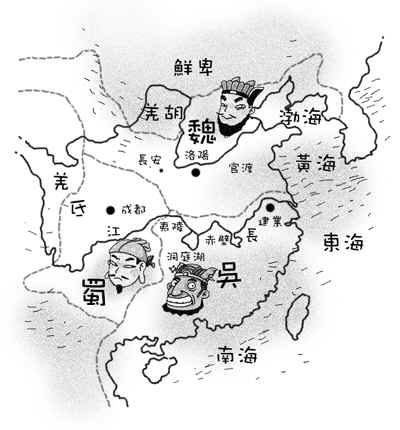 鮮卑
羌胡
魏
渤海
長安
洛陽
官渡
黃海
羌
氐
成都
建業
江
夷陵
赤壁
長
東海
洞庭湖
蜀
吳
南海